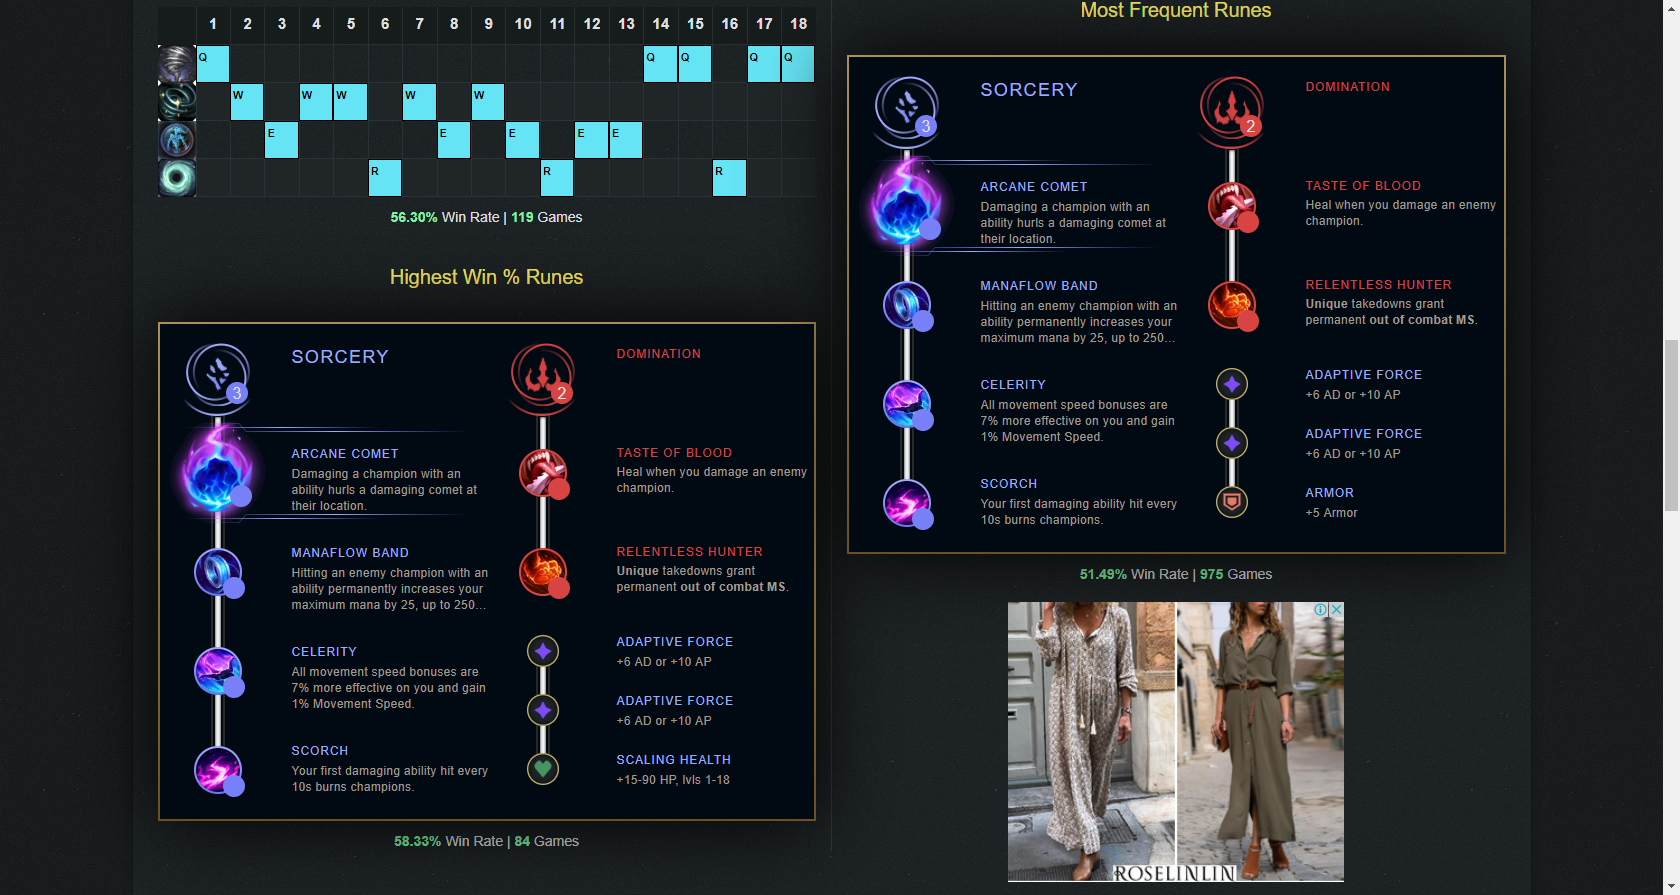 1 2 3 4 5 6 7 8 9 10 11 12 13 14 15 16 17 18
Q Q Q Q Q
W W W W W
E E E E E
R R R
56.30% Win Rate | 119 Games
Highest Win % Runes
3
SORCERY
ARCANE COMET
Damaging a champion with an
ability hurls a damaging comet at
their location.
MANAFLOW BAND
Hitting an enemy champion with an
ability permanently increases your
maximum mana by 25, up to 250...
CELERITY
All movement speed bonuses are
7% more effective on you and gain
1% Movement Speed.
SCORCH
Your first damaging ability hit every
10s burns champions.
2
DOMINATION
TASTE OF BLOOD
Heal when you damage an enemy
champion.
RELENTLESS HUNTER
Unique takedowns grant
permanent out of combat MS.
ADAPTIVE FORCE
+6 AD or +10 AP
ADAPTIVE FORCE
+6 AD or +10 AP
SCALING HEALTH
+15-90 HP, lvls 1-18
58.33% Win Rate | 84 Games
Most Frequent Runes
3
SORCERY
ARCANE COMET
Damaging a champion with an
ability hurls a damaging comet at
their location.
MANAFLOW BAND
Hitting an enemy champion with an
ability permanently increases your
maximum mana by 25, up to 250...
CELERITY
All movement speed bonuses are
7% more effective on you and gain
1% Movement Speed.
SCORCH
Your first damaging ability hit every
10s burns champions.
2
DOMINATION
TASTE OF BLOOD
Heal when you damage an enemy
champion.
RELENTLESS HUNTER
Unique takedowns grant
permanent out of combat MS.
ADAPTIVE FORCE
+6 AD or +10 AP
ADAPTIVE FORCE
+6 AD or +10 AP
ARMOR
+5 Armor
51.49% Win Rate | 975 Games
ROSELINLIN